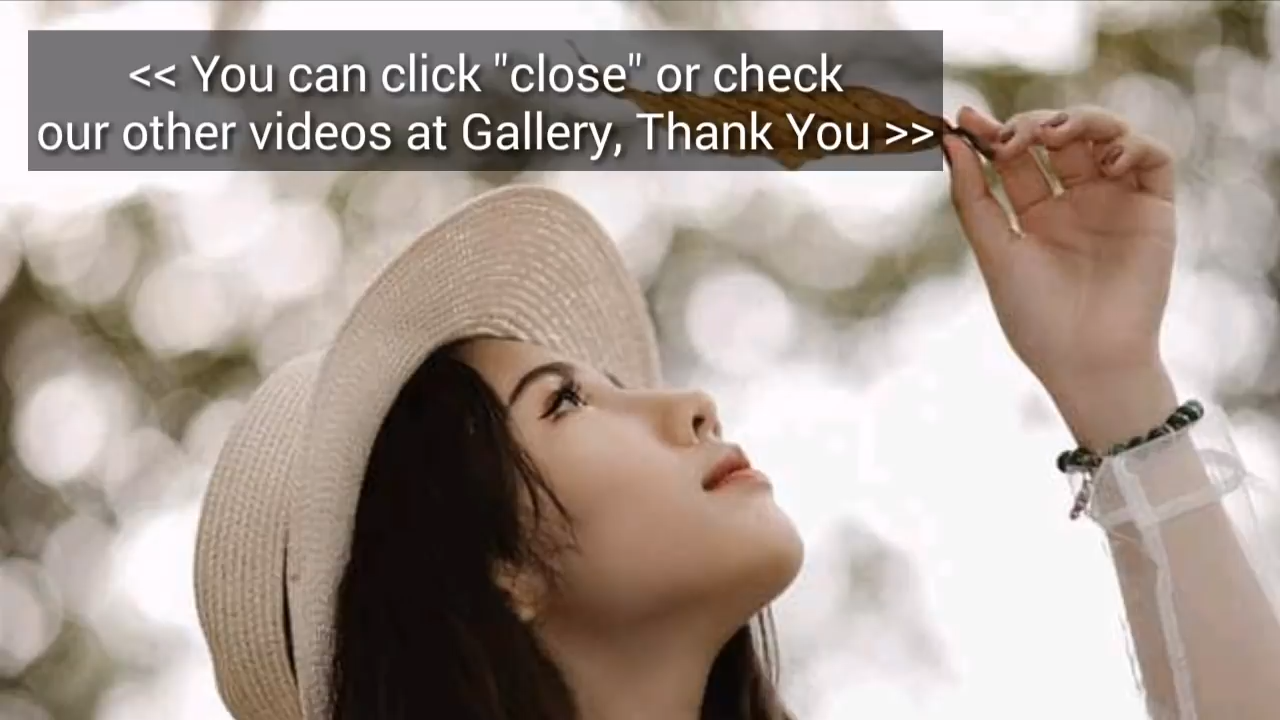 << You can click "close" or check
our other videos at Gallery, Thank You >>